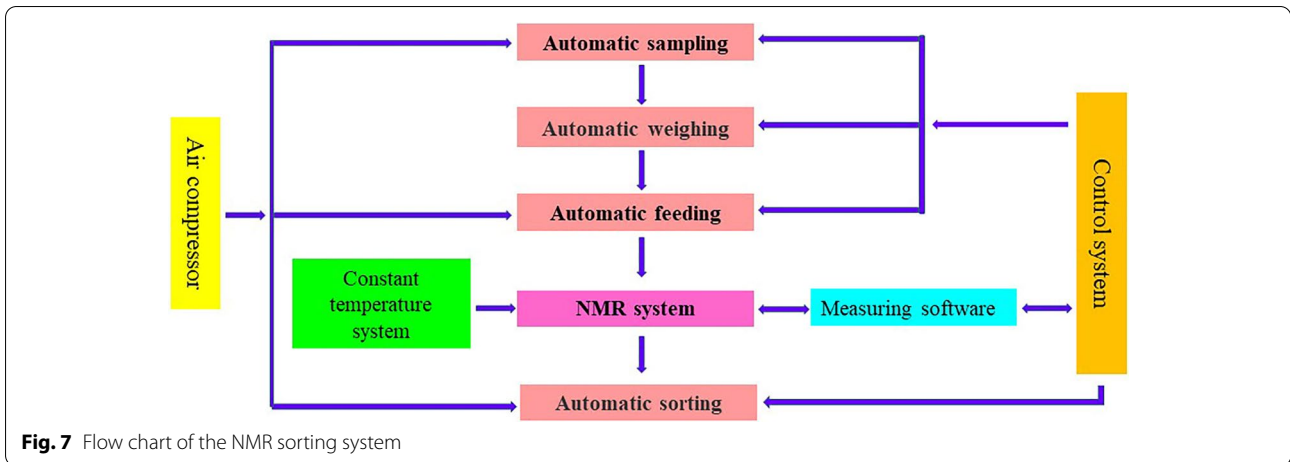 Automatic sampling
Automatic weighing
Air compressor
Control system
Automatic feeding
Constant
temperature
system
NMR system
Measuring software
Automatic sorting
Fig. 7 Flow chart of the NMR sorting system